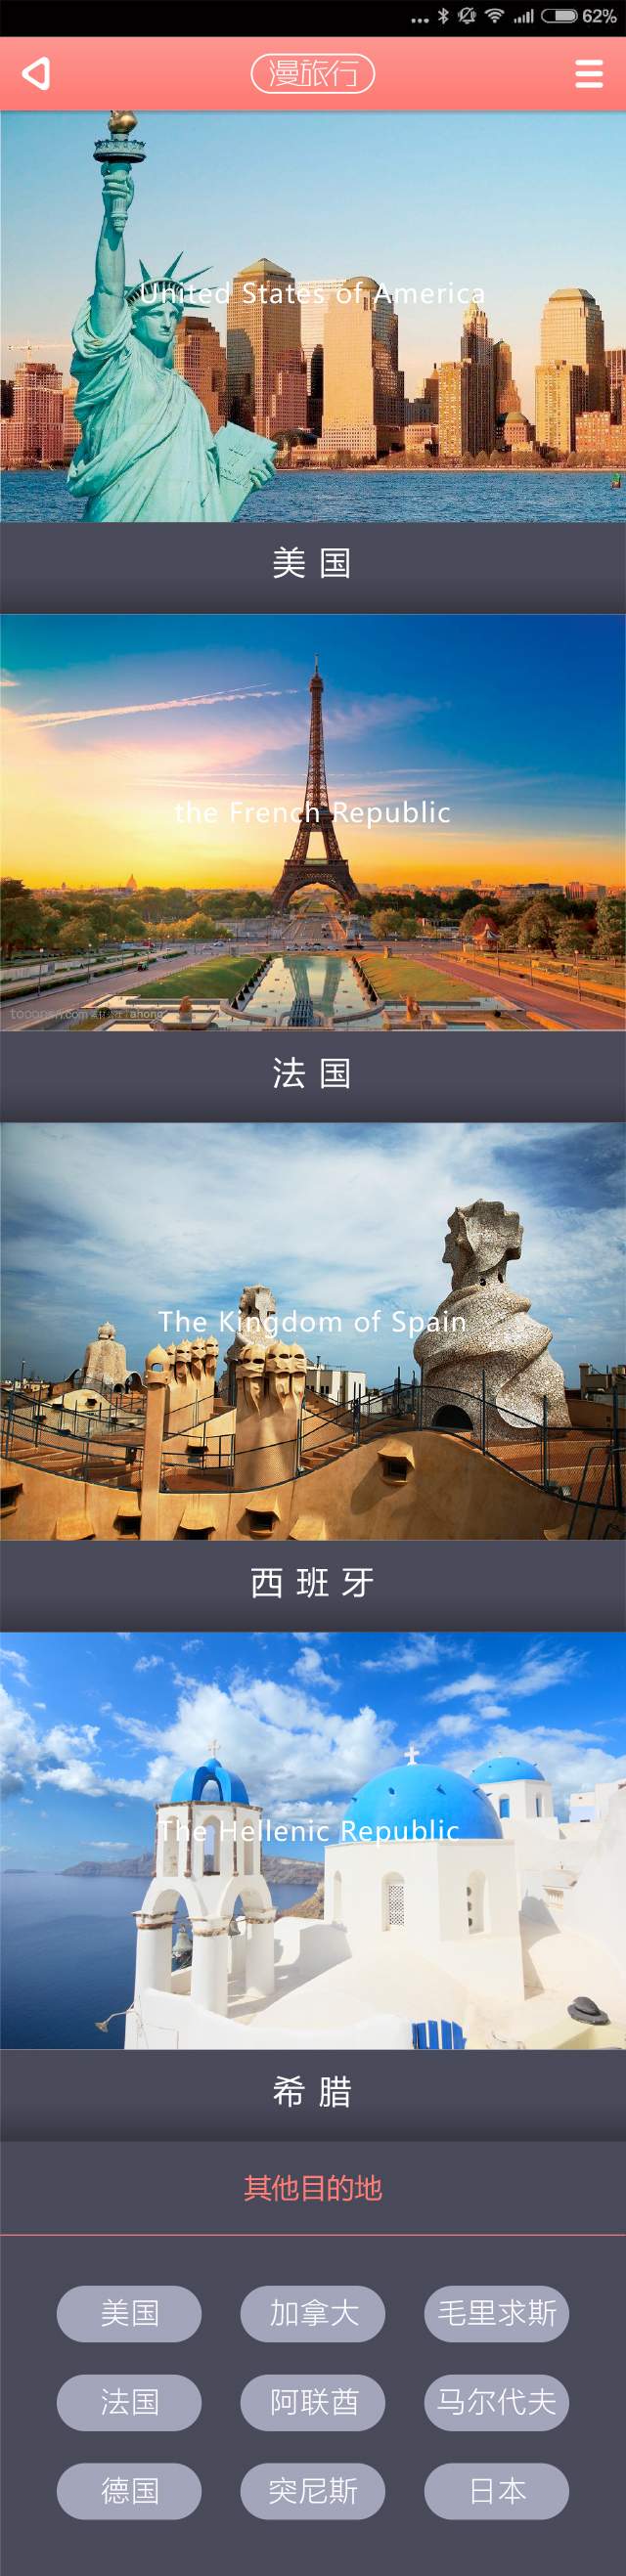 62%
漫旅行
United States of America
美国
the French Republic
法国
The Kingdom of Spain
西班牙
The Hellenic Republic
希腊
其他目的地
美国 加拿大 毛里求斯
法国 阿联酋 马尔代夫
德国 突尼斯 日本